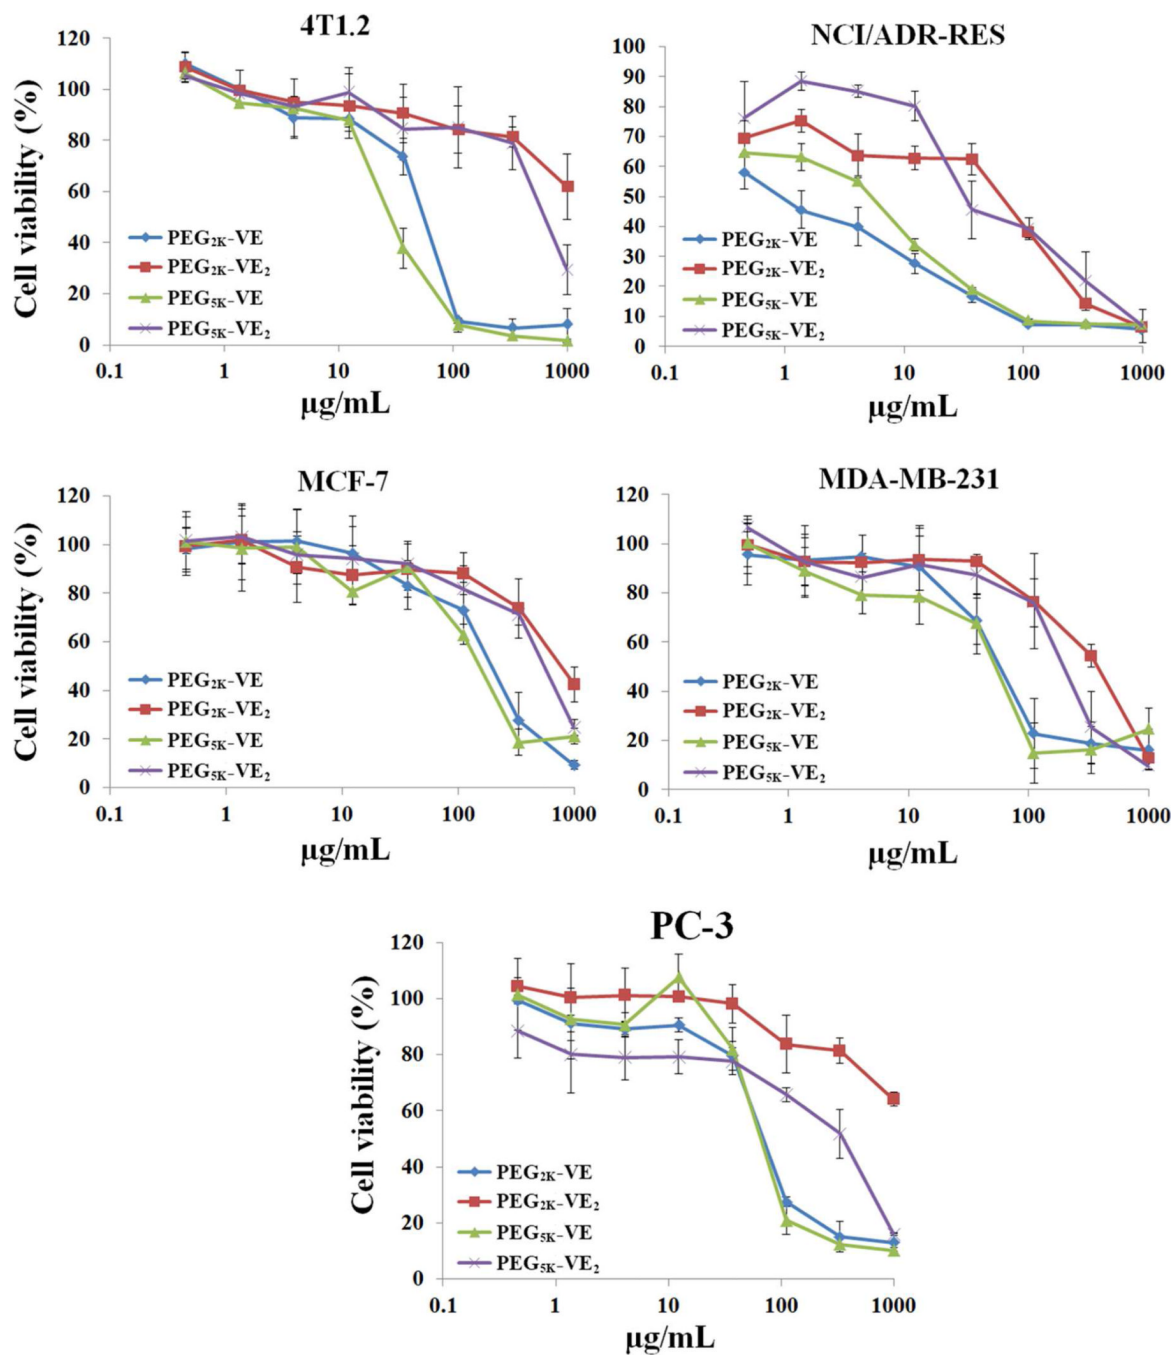 4T1.2
Cell viability (%)
120
100
80
60
40
20
0
PEG2K-VE
PEG2K-VE2
PEG5K-VE
PEG5K-VE2
0.1 1 10 100 1000
μg/mL
NCI/ADR-RES
100
90
80
70
60
50
40
30
20
10
0
PEG2K-VE
PEG2K-VE2
PEG5K-VE
PEG5K-VE2
0.1 1 10 100 1000
μg/mL
MCF-7
Cell viability (%)
120
100
80
60
40
20
0
PEG2K-VE
PEG2K-VE2
PEG5K-VE
PEG5K-VE2
0.1 1 10 100 1000
μg/mL
MDA-MB-231
120
100
80
60
40
20
0
PEG2K-VE
PEG2K-VE2
PEG5K-VE
PEG5K-VE2
0.1 1 10 100 1000
μg/mL
PC-3
Cell viability (%)
120
100
80
60
40
20
0
PEG2K-VE
PEG2K-VE2
PEG5K-VE
PEG5K-VE2
0.1 1 10 100 1000
μg/mL